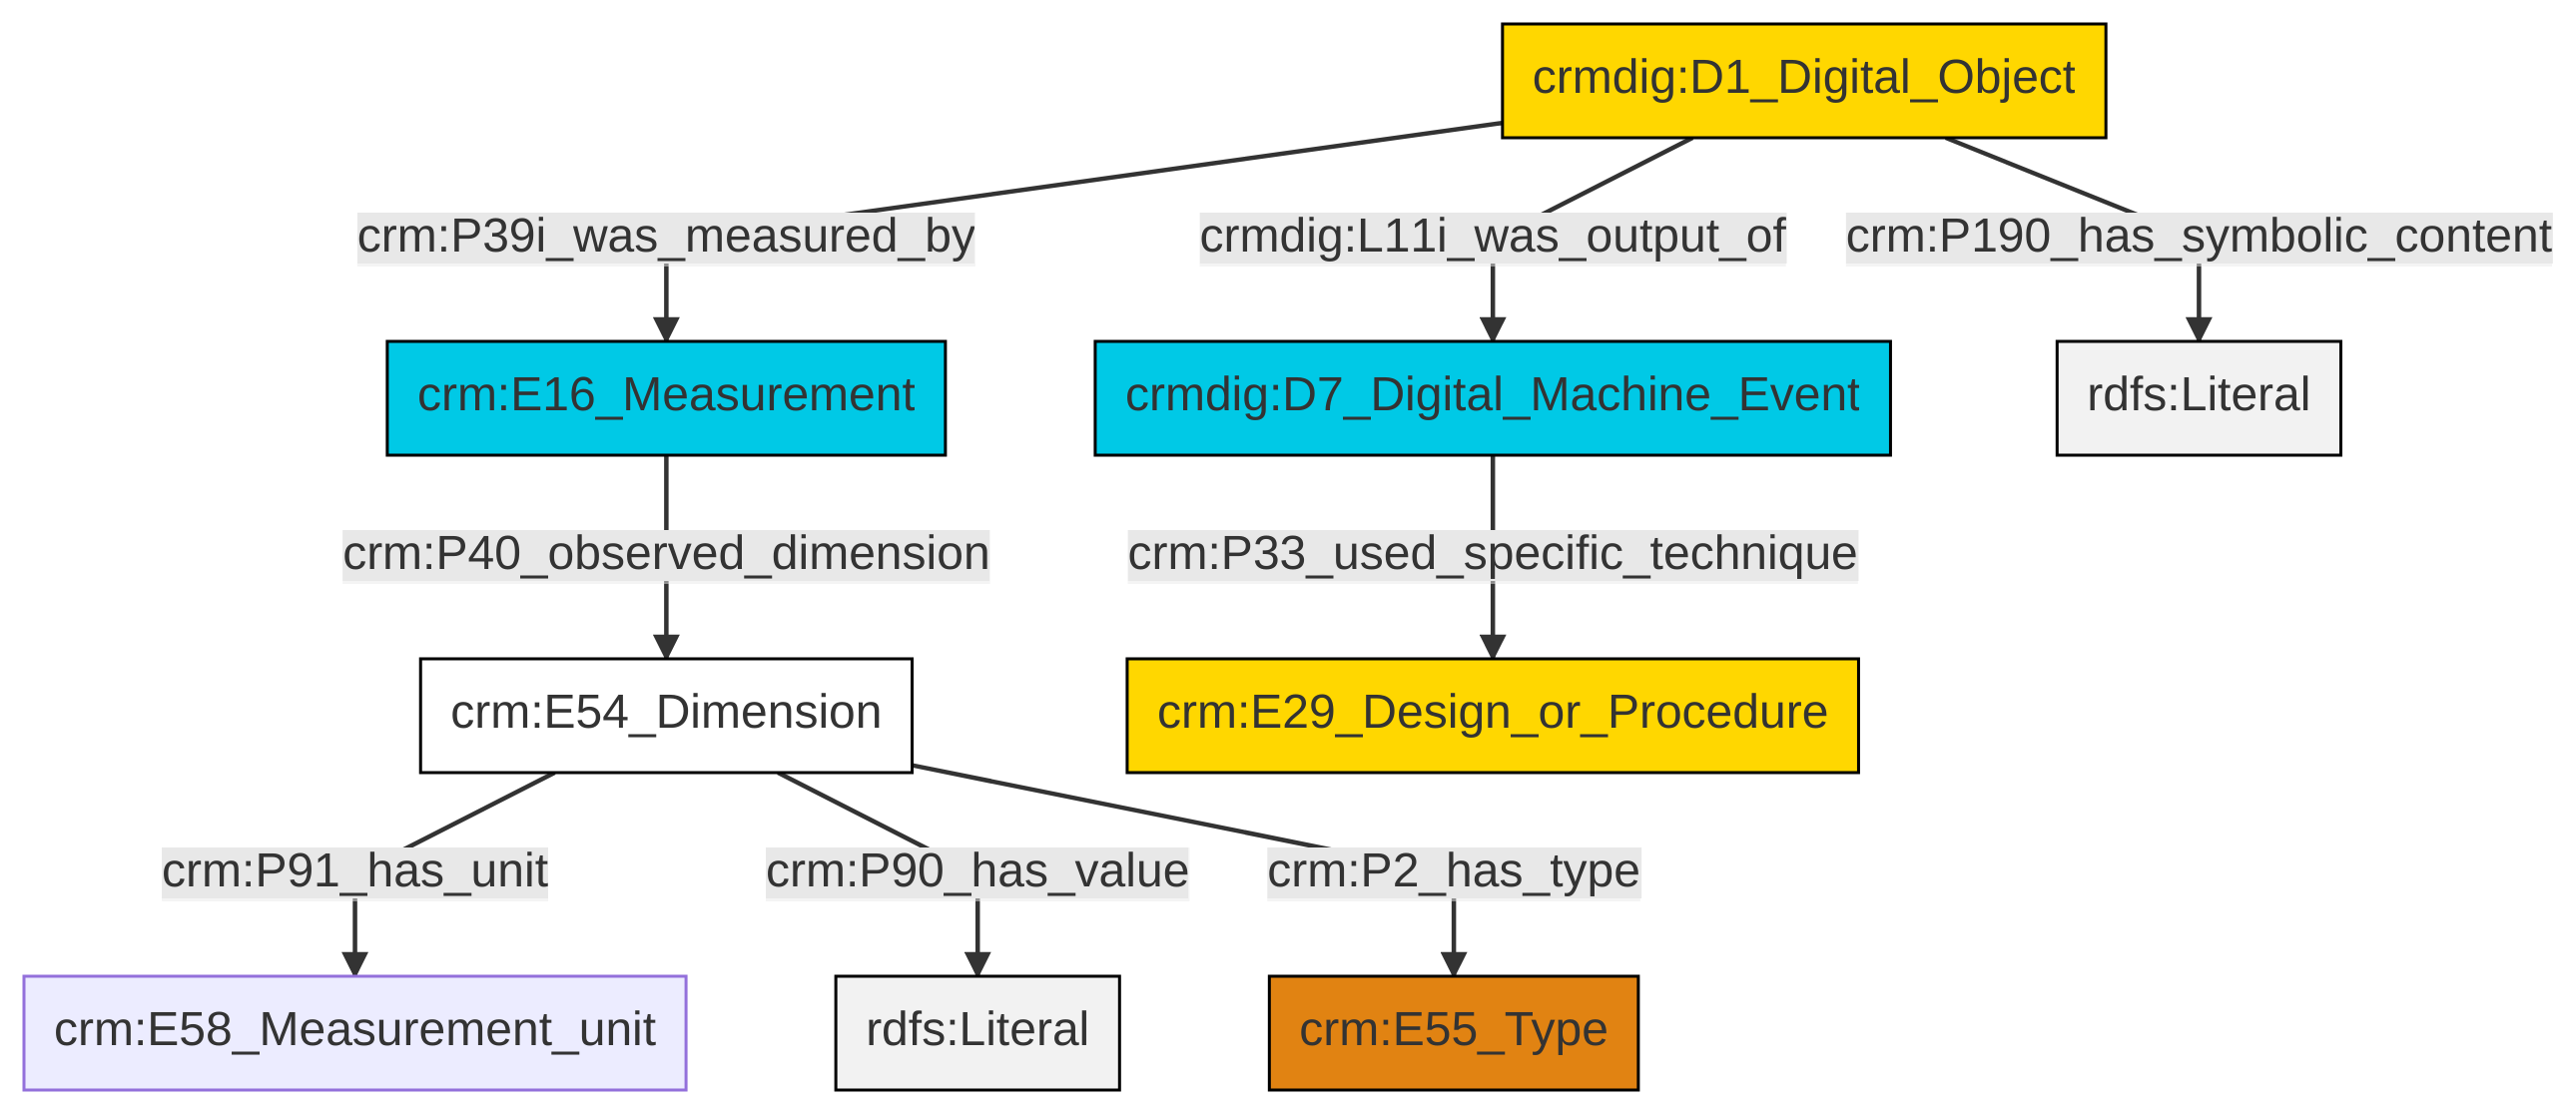 crmdig:D1_Digital_Object
crm:P39i_was_measured_by
crmdig:L11i_was_output_of
crm:P190_has_symbolic_content
crm:E16_Measurement
crmdig:D7_Digital_Machine_Event
rdfs:Literal
crm:P40_observed_dimension
crm:P33_used_specific_technique
crm:E54_Dimension
crm:E29_Design_or_Procedure
crm:P91_has_unit
crm:P90_has_value
crm:P2_has_type
crm:E58_Measurement_unit
rdfs:Literal
crm:E55_Type